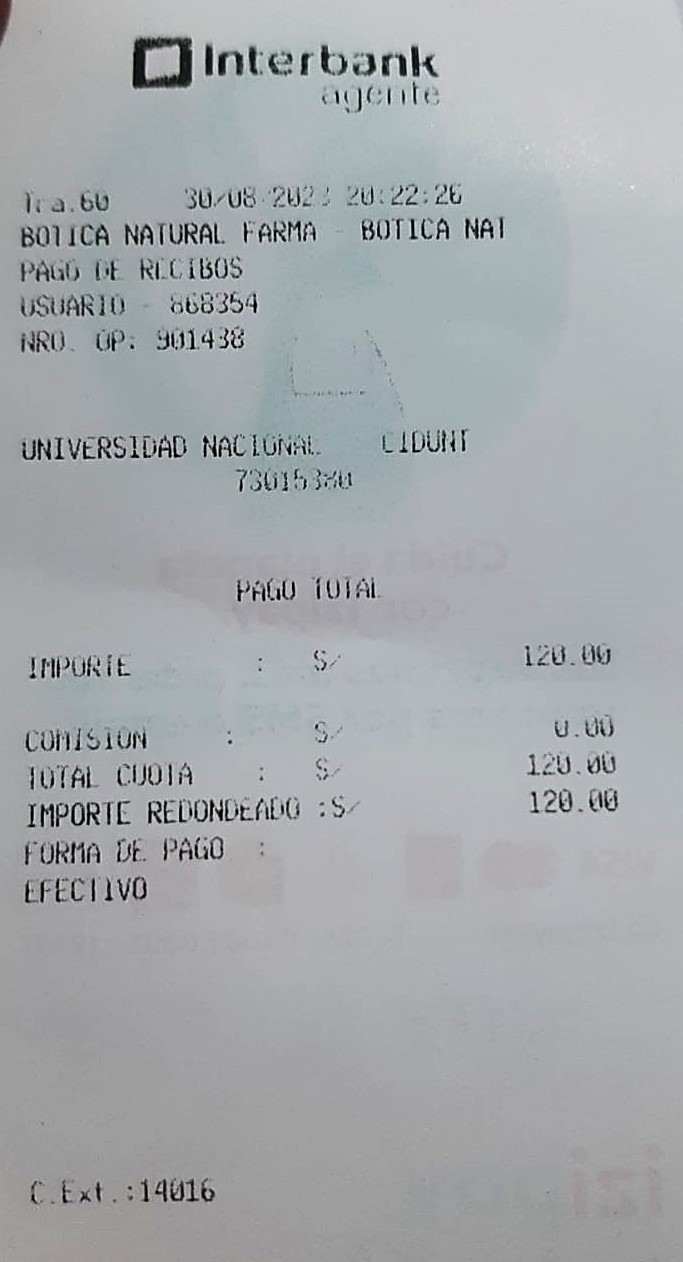 Interbank
agente
Tra.60 30/08/2023 20:22:26
BOTICA NATURAL FARMA - BOTICA NAT
PAGO DE RECIBOS
USUARIO - 868354
NRO. OP: 901438
UNIVERSIDAD NACIONAL CIDUNT
PAGO TOTAL
IMPORTE : S/ 120.00
COMISION : S/ 0.00
TOTAL CUOTA : S/ 120.00
IMPORTE REDONDEADO :S/ 120.00
FORMA DE PAGO :
EFECTIVO
C.Ext.:14016